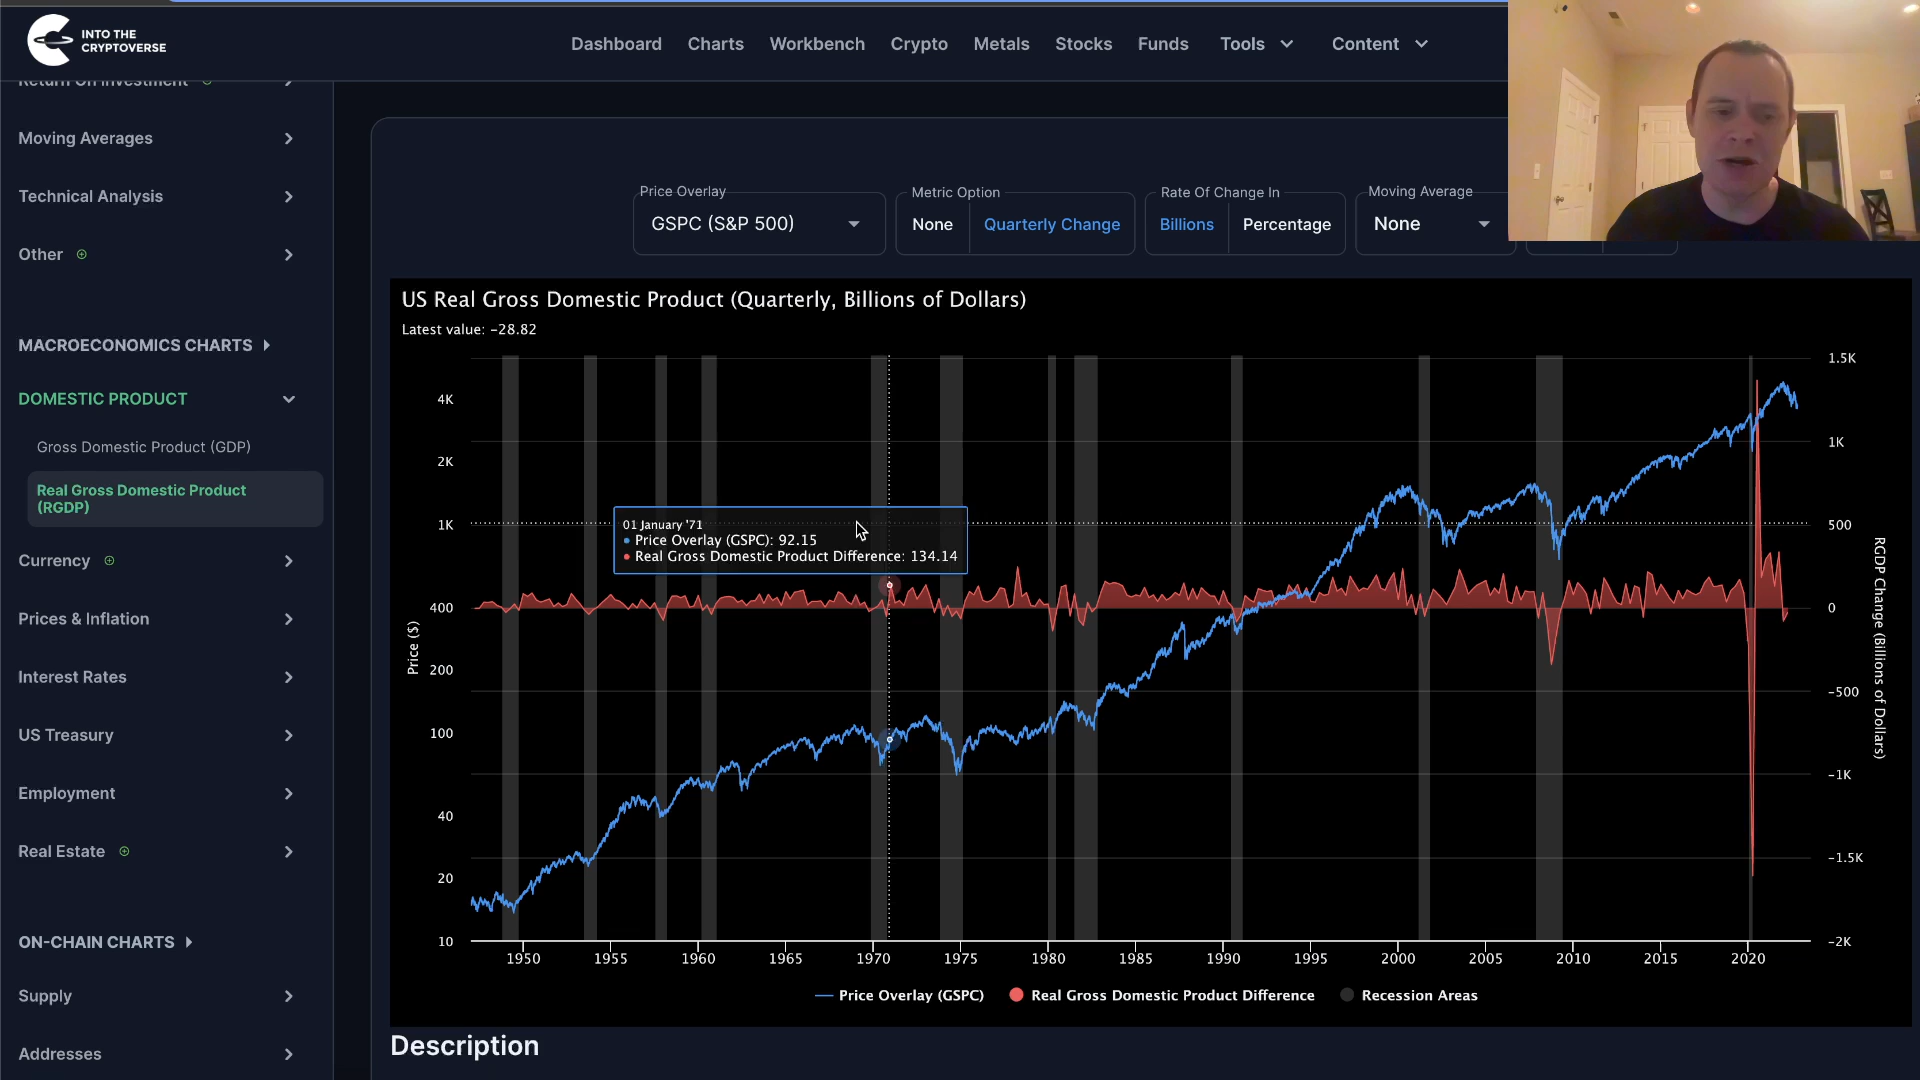 INTO THE
CRYPTOVERSE
Dashboard Charts Workbench Crypto Metals Stocks Funds Tools Content
Return On Investment
Moving Averages
Technical Analysis
Other
MACROECONOMICS CHARTS
DOMESTIC PRODUCT
Gross Domestic Product (GDP)
Real Gross Domestic Product
(RGDP)
Currency
Prices & Inflation
Interest Rates
US Treasury
Employment
Real Estate
ON-CHAIN CHARTS
Supply
Addresses
Price Overlay
GSPC (S&P 500)
Metric Option
None Quarterly Change
Rate Of Change In
Billions Percentage
Moving Average
None
US Real Gross Domestic Product (Quarterly, Billions of Dollars)
Latest value: -28.82
4K
2K
1K
400
200
100
40
20
10
Price ($)
01 January '71
Price Overlay (GSPC): 92.15
Real Gross Domestic Product Difference: 134.14
1.5K
1K
500
0
-500
-1K
-1.5K
-2K
RGDP Change (Billions of Dollars)
1950 1955 1960 1965 1970 1975 1980 1985 1990 1995 2000 2005 2010 2015 2020
Price Overlay (GSPC) Real Gross Domestic Product Difference Recession Areas
Description